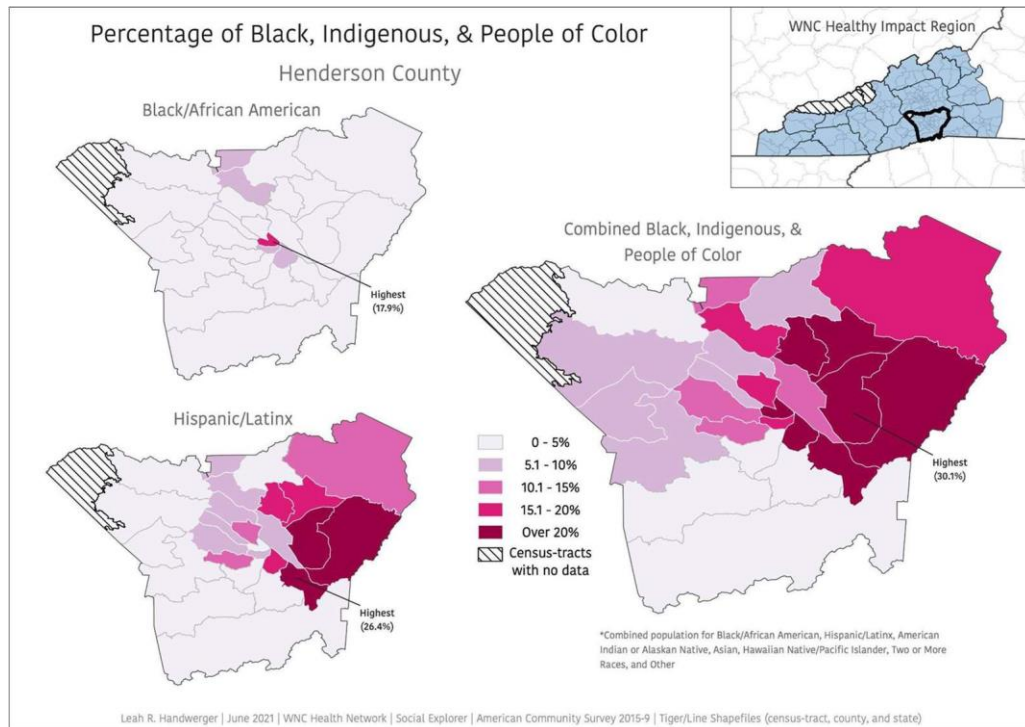 Percentage of Black, Indigenous, & People of Color
Henderson County
WNC Healthy Impact Region
Black/African American
Highest
(17.9%)
Combined Black, Indigenous, &
People of Color
Highest
(30.1%)
Hispanic/Latinx
Highest
(26.4%)
0 - 5%
5.1 - 10%
10.1 - 15%
15.1 - 20%
Over 20%
Census-tracts
with no data
*Combined population for Black/African American, Hispanic/Latinx, American
Indian or Alaskan Native, Asian, Hawaiian Native/Pacific Islander, Two or More
Races, and Other
Leah R. Handwerger | June 2021 | WNC Health Network | Social Explorer | American Community Survey 2015-9 | Tiger/Line Shapefiles (census-tract, county, and state)